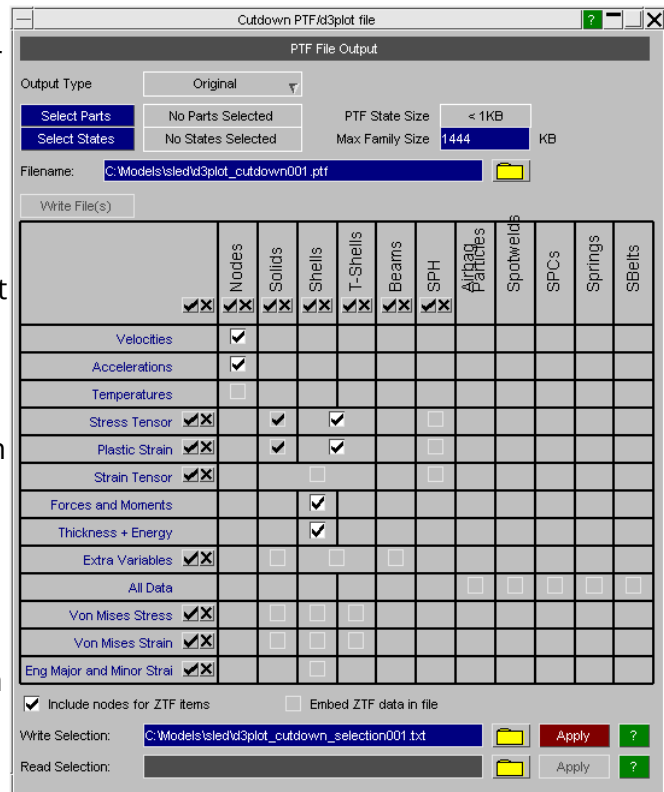 Cutdown PTF/d3plot file
?
PTF File Output
Output Type Original
Select Parts No Parts Selected PTF State Size < 1KB
Select States No States Selected Max Family Size 1444 KB
Filename: C:\Models\sled\d3plot_cutdown001.ptf
Write File(s)
Nodes
Solids
Shells
T-Shells
Beams
SPH
Airbag
Particles
Spotwelds
SPCs
Springs
SBelts
Velocities
Accelerations
Temperatures
Stress Tensor
Plastic Strain
Strain Tensor
Forces and Moments
Thickness + Energy
Extra Variables
All Data
Von Mises Stress
Von Mises Strain
Eng Major and Minor Strai
Include nodes for ZTF items Embed ZTF data in file
Write Selection: C:\Models\sled\d3plot_cutdown_selection001.txt Apply ?
Read Selection: Apply ?